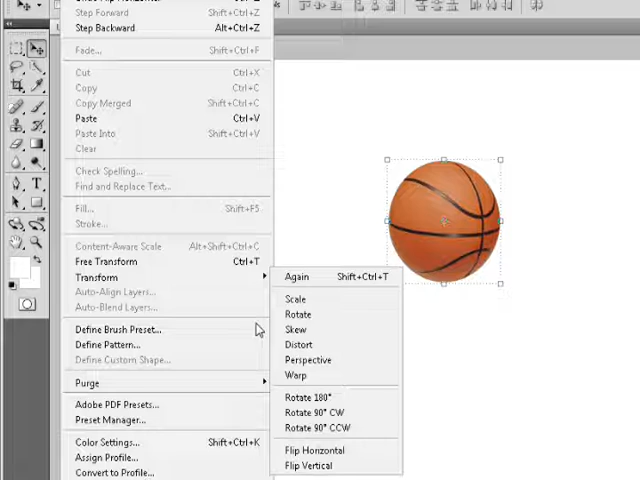 Undo Flip Horizontal Ctrl+Z
Step Forward Shift+Ctrl+Z
Step Backward Alt+Ctrl+Z
Fade... Shift+Ctrl+F
Cut Ctrl+X
Copy Ctrl+C
Copy Merged Shift+Ctrl+C
Paste Ctrl+V
Paste Into Shift+Ctrl+V
Clear
Check Spelling...
Find and Replace Text...
Fill... Shift+F5
Stroke...
Content-Aware Scale Alt+Shift+Ctrl+C
Free Transform Ctrl+T
Transform
Auto-Align Layers...
Auto-Blend Layers...
Define Brush Preset...
Define Pattern...
Define Custom Shape...
Purge
Adobe PDF Presets...
Preset Manager...
Color Settings... Shift+Ctrl+K
Assign Profile...
Convert to Profile...
Again Shift+Ctrl+T
Scale
Rotate
Skew
Distort
Perspective
Warp
Rotate 180°
Rotate 90° CW
Rotate 90° CCW
Flip Horizontal
Flip Vertical